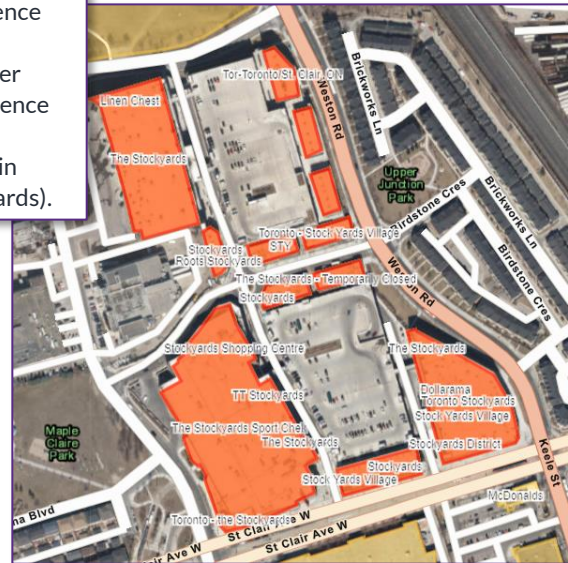 ence
er
ence
in
ards).
Linen Chest
Tor-Toronto/St. Clair, ON
Weston Rd
Brickworks Ln
The Stockyards
Upper
Junction
Park
Birdstone Cres
Brickworks Ln
Toronto - Stock Yards Village
STY
Stockyards
Roots Stockyards
Birdstone Cres
Weston Rd
The Stockyards - Temporarily Closed
Stockyards
Stockyards Shopping Centre
The Stockyards
TT Stockyards
Dollarama
Toronto Stockyards
Stock Yards Village
The Stockyards Sport Chek
The Stockyards
Stockyards District
Maple
Claire
Park
Stockyards
Stock Yards Village
Keele St
McDonalds
na Blvd
Toronto - the Stockyards
St Clair Ave W
St Clair Ave W
lair Ave W